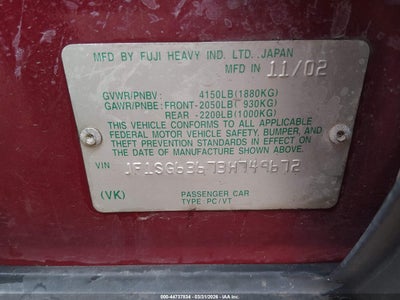 MFD BY FUJI HEAVY IND. LTD. JAPAN
MFD IN 11/02
GVWR/PNBV : 4150LB(1880KG)
GAWR/PNBE: FRONT-2050LB( 930KG)
REAR -2200LB(1000KG)
THIS VEHICLE CONFORMS TO ALL APPLICABLE
FEDERAL MOTOR VEHICLE SAFETY, BUMPER, AND
THEFT PREVENTION STANDARDS IN EFFECT ON THE
DATE OF MANUFACTURE SHOWN ABOVE.
VIN JF1SG63673H749672
(VK) PASSENGER CAR
TYPE: PC/VT
000-44737834 - 03/31/2026 -